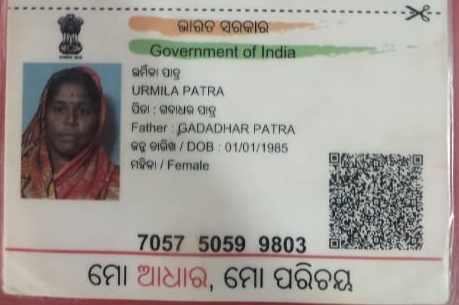 ଭାରତ ସରକାର
Government of India
ଉର୍ମିଳା ପାତ୍ର
URMILA PATRA
ପିତା : ଗଦାଧର ପାତ୍ର
Father : GADADHAR PATRA
ଜନ୍ମ ତାରିଖ / DOB : 01/01/1985
ମହିଳା / Female
7057 5059 9803
ମୋ ଆଧାର, ମୋ ପରିଚୟ